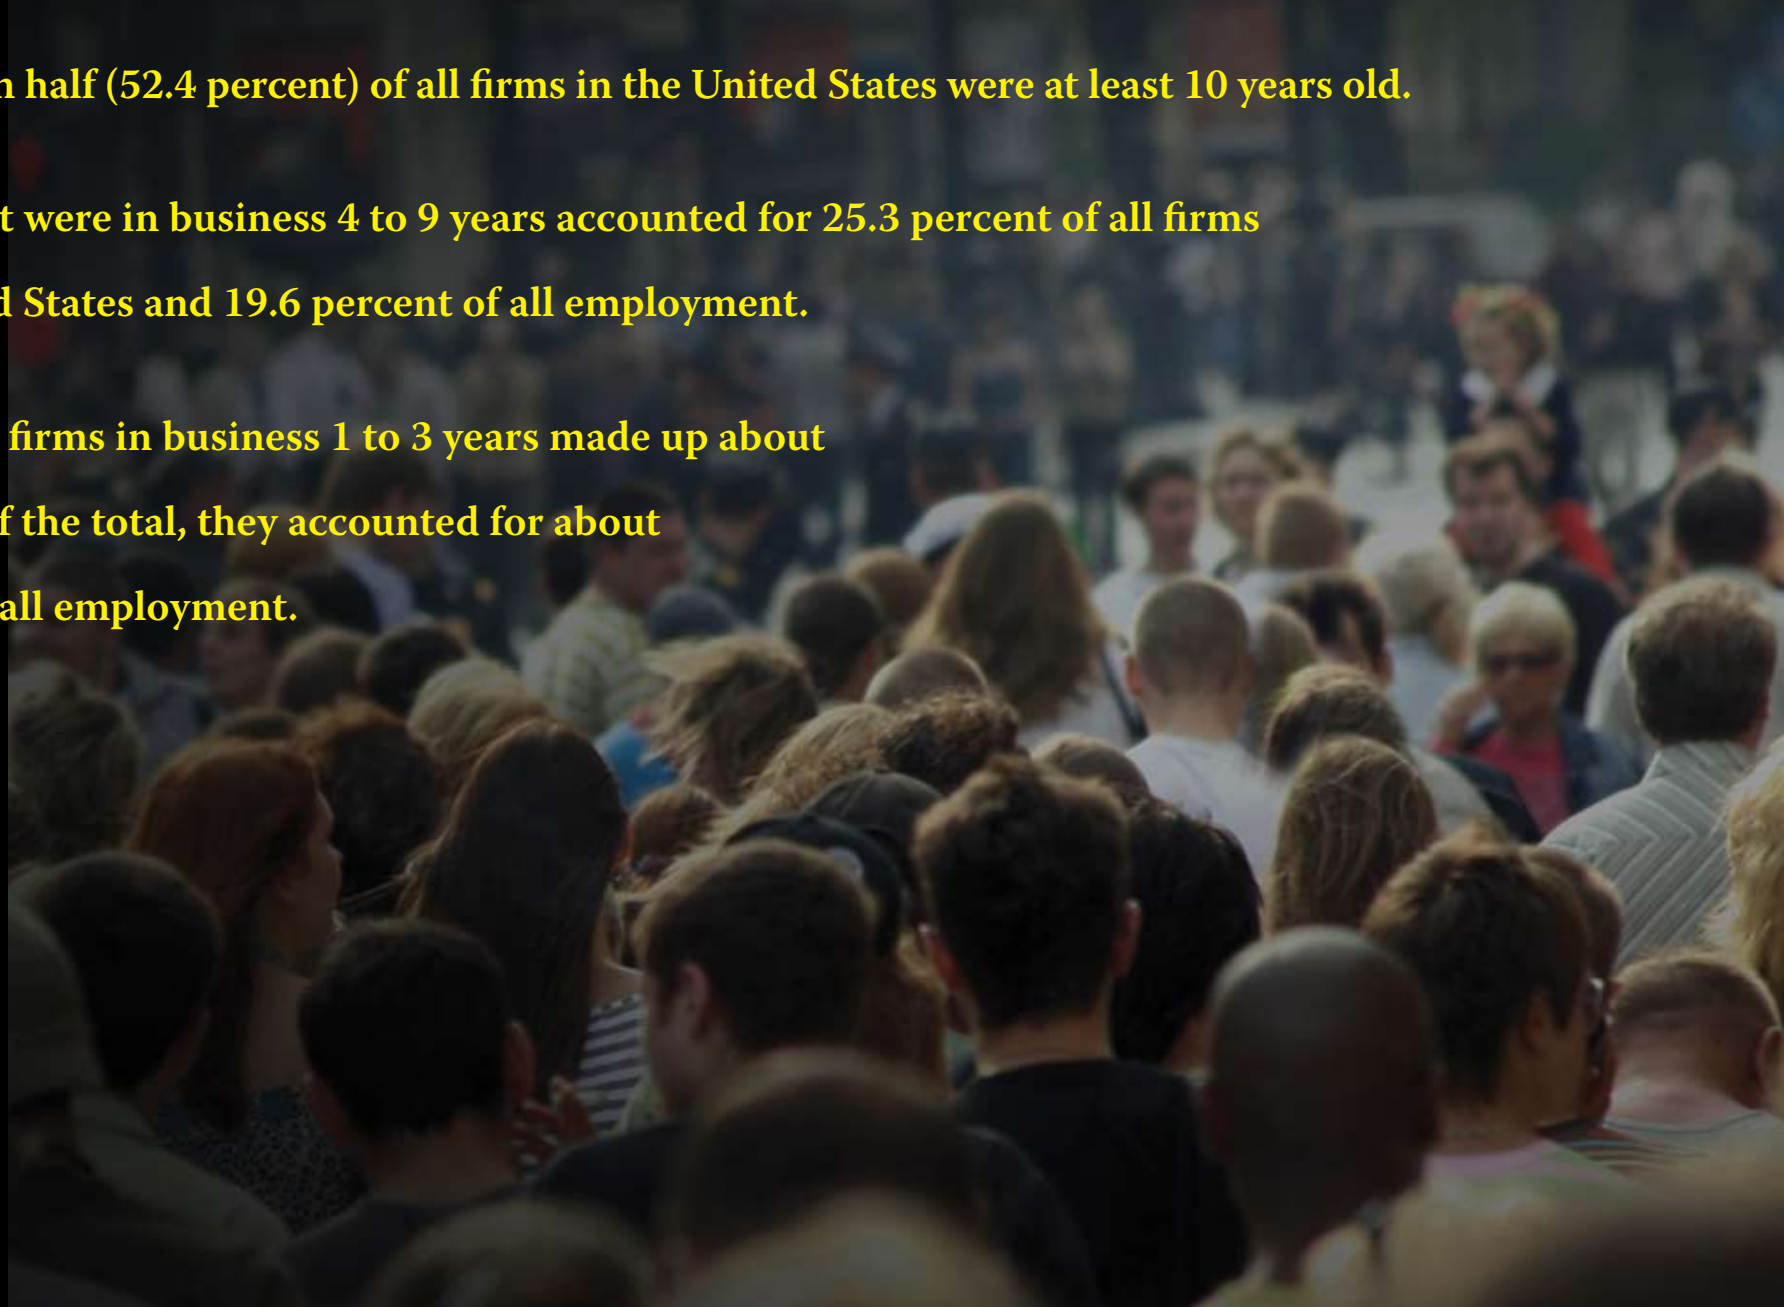 half (52.4 percent) of all firms in the United States were at least 10 years old.
were in business 4 to 9 years accounted for 25.3 percent of all firms
States and 19.6 percent of all employment.
firms in business 1 to 3 years made up about
the total, they accounted for about
all employment.